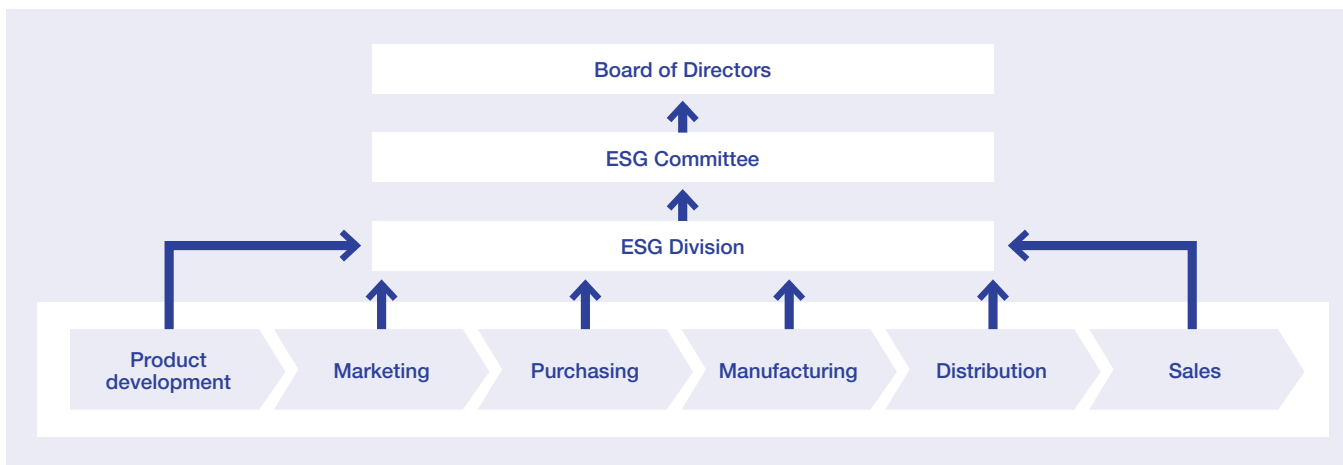 Board of Directors
ESG Committee
ESG Division
Product
development
Marketing
Purchasing
Manufacturing
Distribution
Sales